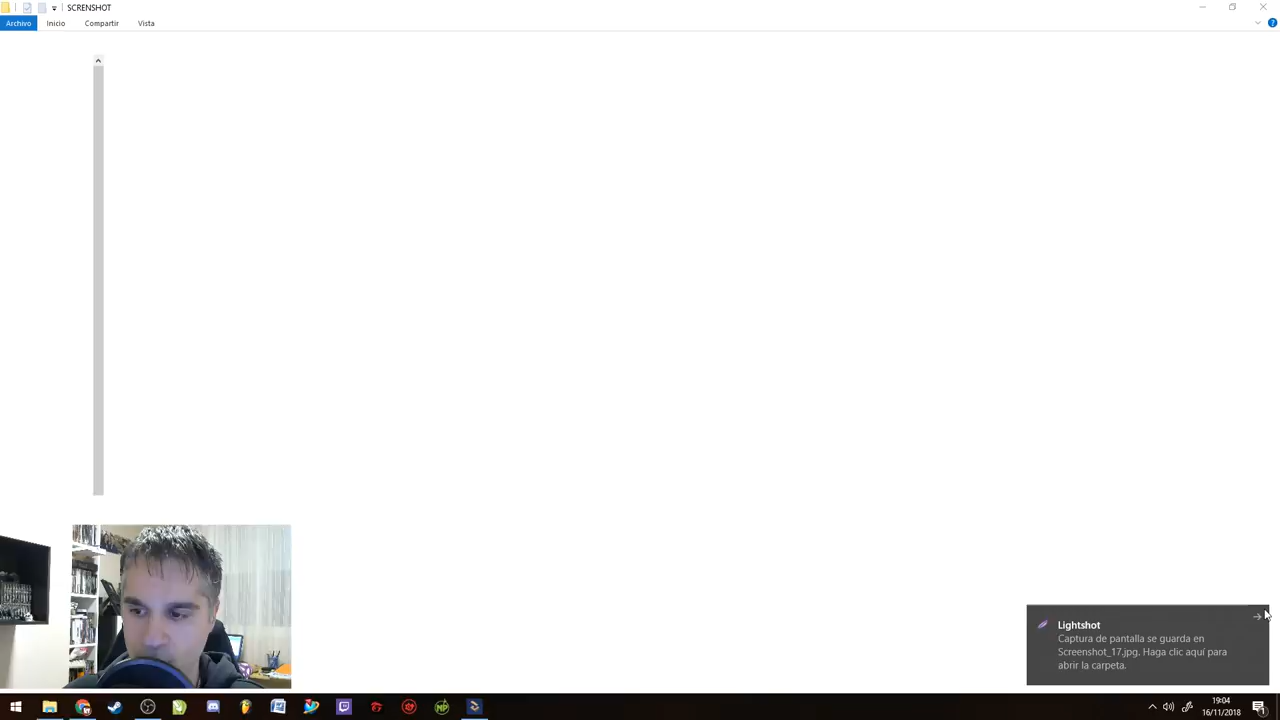 SCRENSHOT
Archivo Inicio Compartir Vista
Lightshot
Captura de pantalla se guarda en
Screenshot_17.jpg. Haga clic aquí para
abrir la carpeta.
19:04
16/11/2018